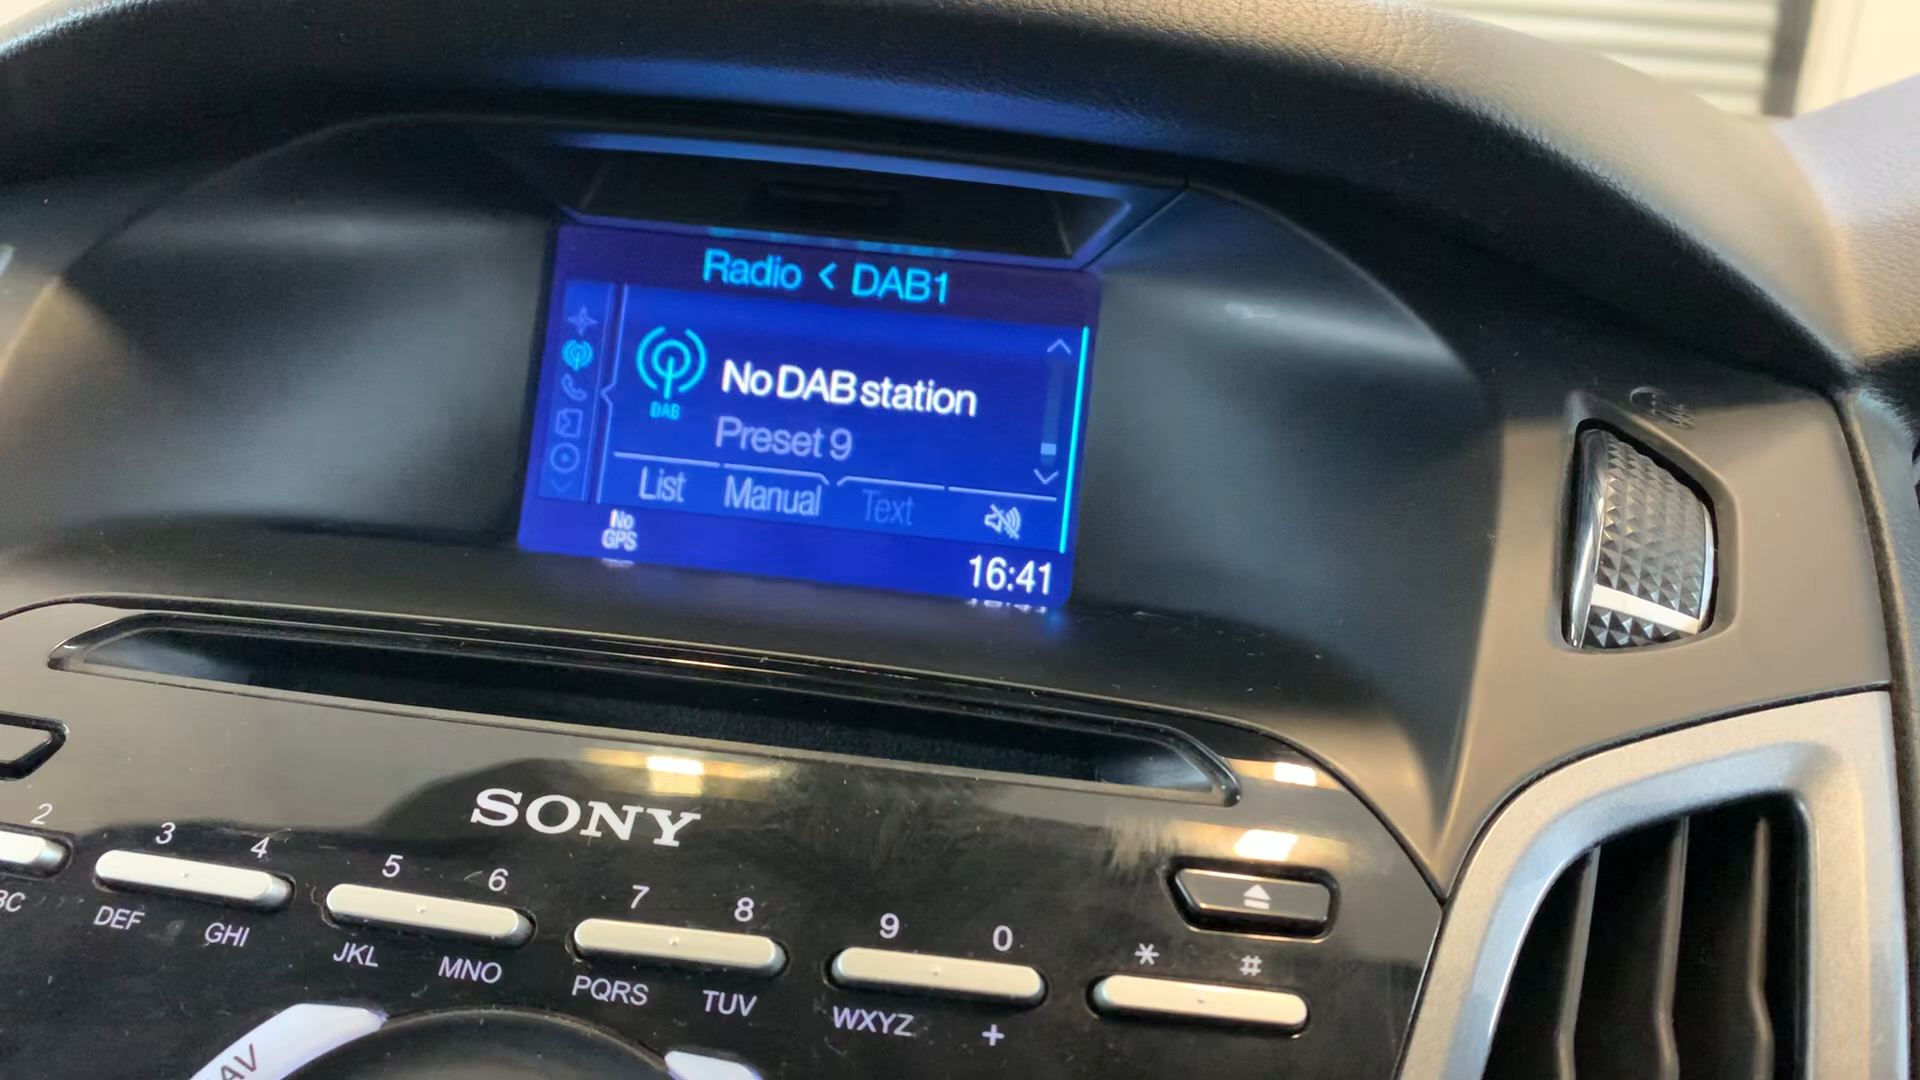 Radio < DAB1
No DAB station
DAB
Preset 9
List Manual Text
No
GPS
16:41
SONY
2 3 4 5 6 7 8 9 0 * #
DEF GHI JKL MNO PQRS TUV WXYZ +